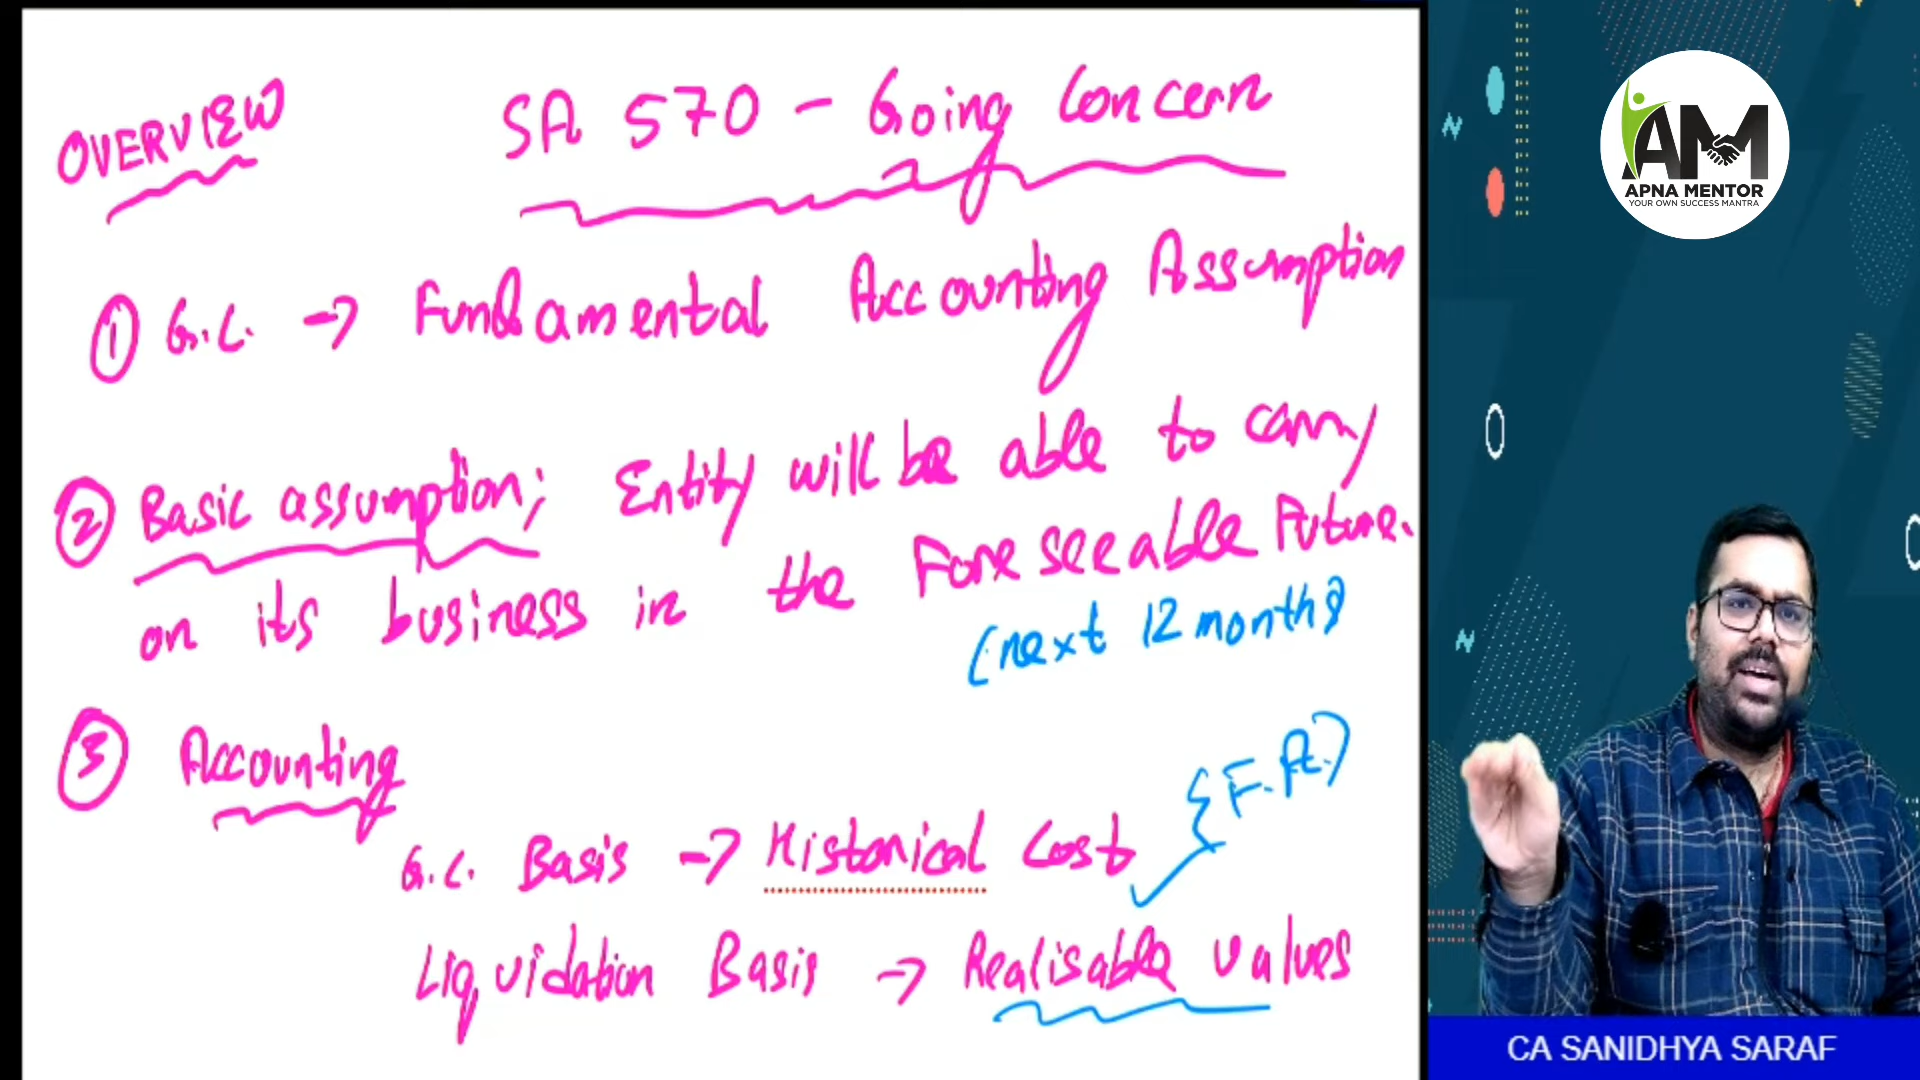 OVERVIEW
SA 570 - Going Concern
① G.C. → Fundamental Accounting Assumption
② Basic assumption; Entity will be able to carry
on its business in the Foreseeable Future.
(next 12 months)
③ Accounting
{F.A.}
G.C. Basis → Historical Cost
Liquidation Basis → Realisable values
AM
APNA MENTOR
YOUR OWN SUCCESS MANTRA
CA SANIDHYA SARAF